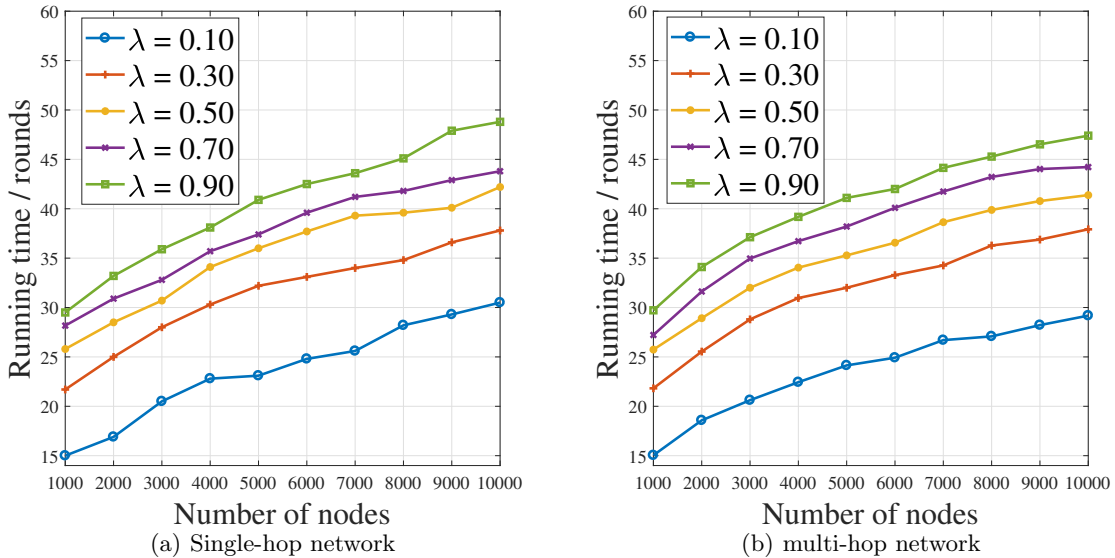 60
55
50
45
40
35
30
25
20
15
Running time / rounds
λ = 0.10
λ = 0.30
λ = 0.50
λ = 0.70
λ = 0.90
1000 2000 3000 4000 5000 6000 7000 8000 9000 10000
Number of nodes
(a) Single-hop network
60
55
50
45
40
35
30
25
20
15
Running time / rounds
λ = 0.10
λ = 0.30
λ = 0.50
λ = 0.70
λ = 0.90
1000 2000 3000 4000 5000 6000 7000 8000 9000 10000
Number of nodes
(b) multi-hop network